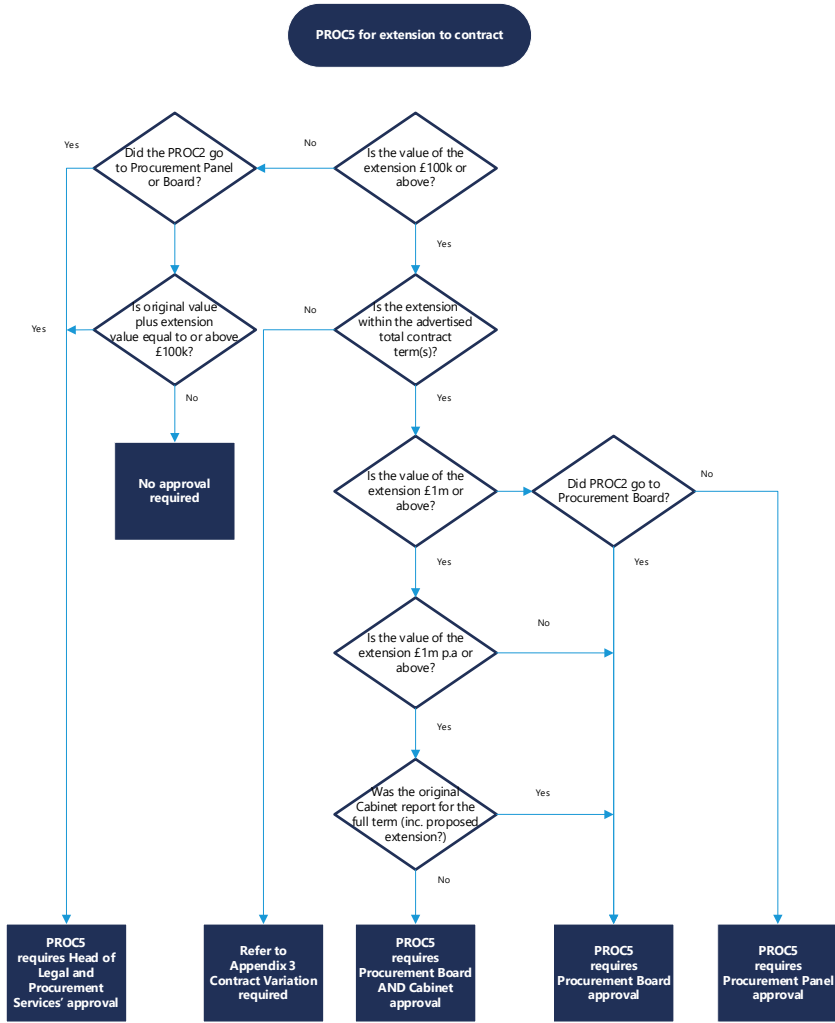 PROC5 for extension to contract
Yes
Did the PROC2 go
to Procurement Panel
or Board?
No
Is the value of the
extension £100k or
above?
Yes
Yes
Is original value
plus extension
value equal to or above
£100k?
No
Is the extension
within the advertised
total contract
term(s)?
No
Yes
No approval
required
Is the value of the
extension £1m or
above?
Did PROC2 go to
Procurement Board?
No
Yes
Yes
Is the value of the
extension £1m p.a or
above?
No
Yes
Was the original
Cabinet report for the
full term (inc. proposed
extension?)
Yes
No
PROC5
requires Head of
Legal and
Procurement
Services’ approval
Refer to
Appendix 3
Contract Variation
required
PROC5
requires
Procurement Board
AND Cabinet
approval
PROC5
requires
Procurement Board
approval
PROC5
requires
Procurement Panel
approval